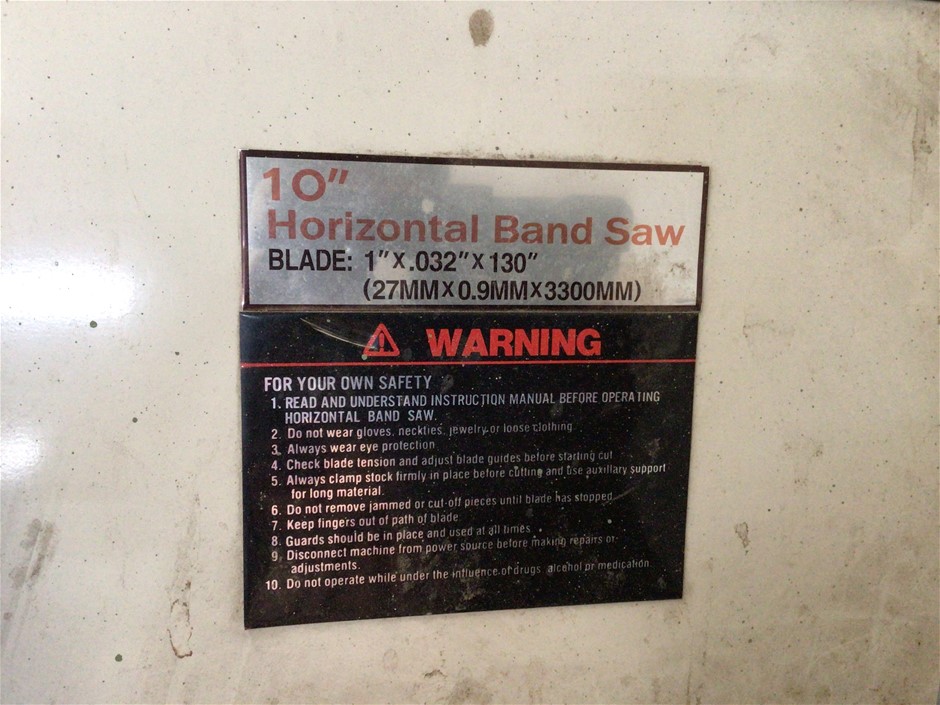 10"
Horizontal Band Saw
BLADE: 1"X.032"X130"
(27MMX0.9MMX3300MM)
WARNING
FOR YOUR OWN SAFETY
1. READ AND UNDERSTAND INSTRUCTION MANUAL BEFORE OPERATING
HORIZONTAL BAND SAW.
2. Do not wear gloves, neckties, jewelry or loose clothing.
3. Always wear eye protection.
4. Check blade tension and adjust blade guides before starting cut
5. Always clamp stock firmly in place before cutting and use auxillary support
for long material.
6. Do not remove jammed or cut-off pieces until blade has stopped
7. Keep fingers out of path of blade.
8. Guards should be in place and used at all times.
9. Disconnect machine from power source before making repairs or
adjustments.
10. Do not operate while under the influence of drugs, alcohol or medication.